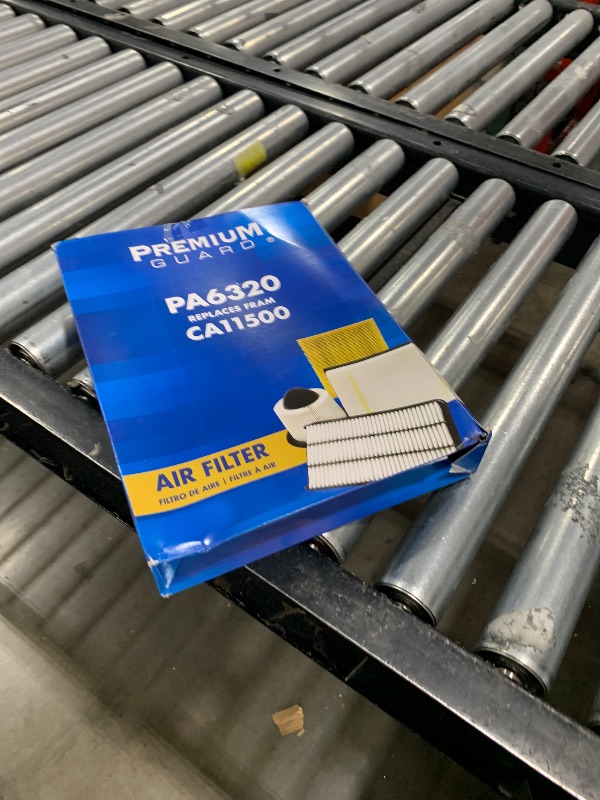 PREMIUM
GUARD®
PA6320
REPLACES FRAM
CA11500
AIR FILTER
FILTRO DE AIRE | FILTRE À AIR